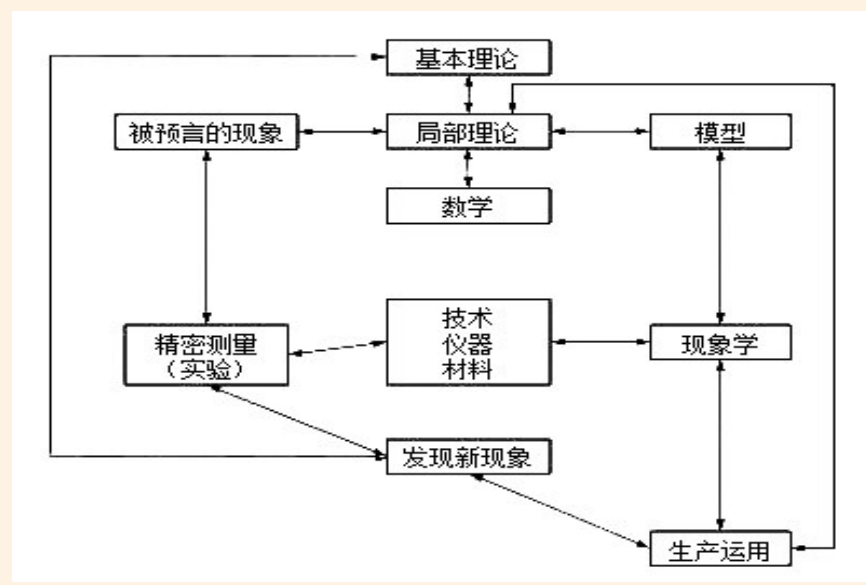 基本理论
被预言的现象
局部理论
模型
数学
精密测量
（实验）
技术
仪器
材料
现象学
发现新现象
生产运用